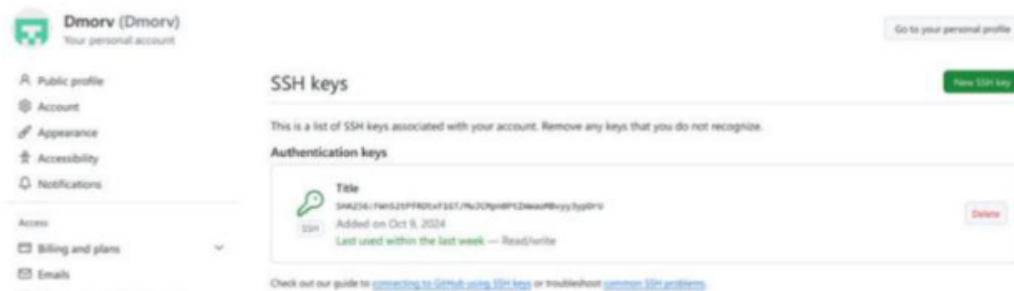 Dmorv (Dmorv)
Your personal account
Go to your personal profile
Public profile
Account
Appearance
Accessibility
Notifications
Access
Billing and plans
Emails
SSH keys
New SSH key
This is a list of SSH keys associated with your account. Remove any keys that you do not recognize.
Authentication keys
Title
SSH
Added on Oct 9, 2024
Last used within the last week — Read/write
Delete
Check out our guide to connecting to GitHub using SSH keys or troubleshoot common SSH problems.